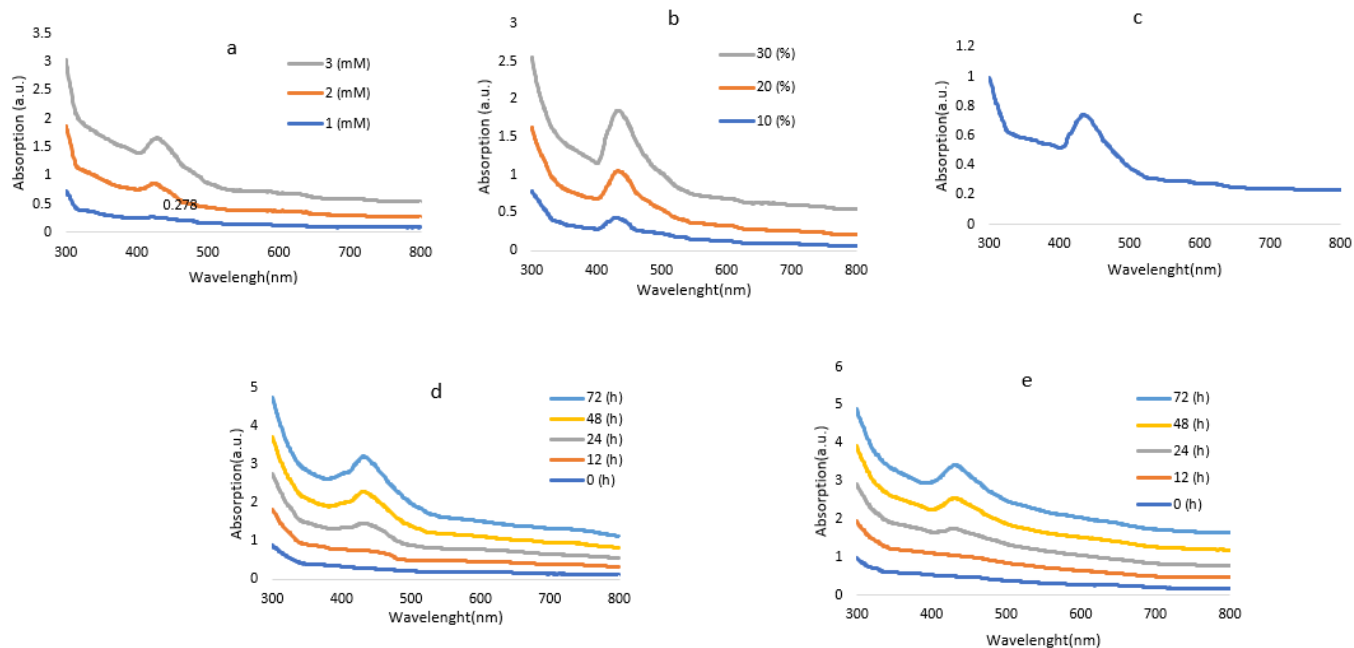 a
3.5
3
2.5
2
1.5
1
0.5
0
Absorption (a.u.)
3 (mM)
2 (mM)
1 (mM)
0.278
300 400 500 600 700 800
Wavelengh(nm)
b
3
2.5
2
1.5
1
0.5
0
Absorption (a.u.)
30 (%)
20 (%)
10 (%)
300 400 500 600 700 800
Wavelenght(nm)
c
1.2
1
0.8
0.6
0.4
0.2
0
Absorption(a.u.)
300 400 500 600 700 800
Wavelenght(nm)
d
5
4
3
2
1
0
Absorption(a.u.)
72 (h)
48 (h)
24 (h)
12 (h)
0 (h)
300 400 500 600 700 800
Wavelenght(nm)
e
6
5
4
3
2
1
0
Absorption(a.u.)
72 (h)
48 (h)
24 (h)
12 (h)
0 (h)
300 400 500 600 700 800
Wavelenght(nm)